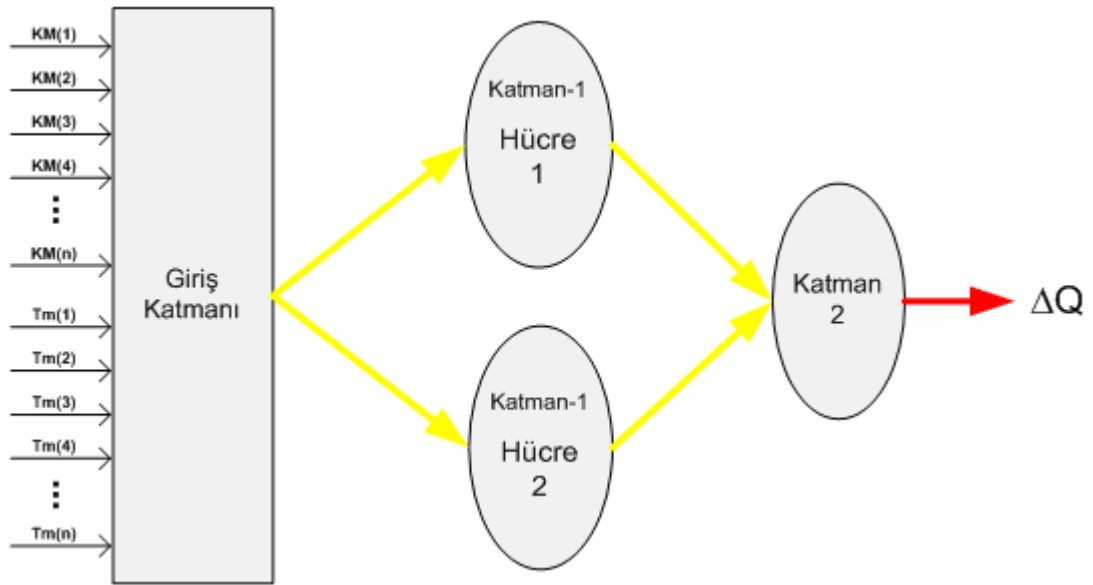 KM(1)
KM(2)
KM(3)
KM(4)
⋮
KM(n)
Tm(1)
Tm(2)
Tm(3)
Tm(4)
⋮
Tm(n)
Giriş
Katmanı
Katman-1
Hücre
1
Katman-1
Hücre
2
Katman
2
ΔQ